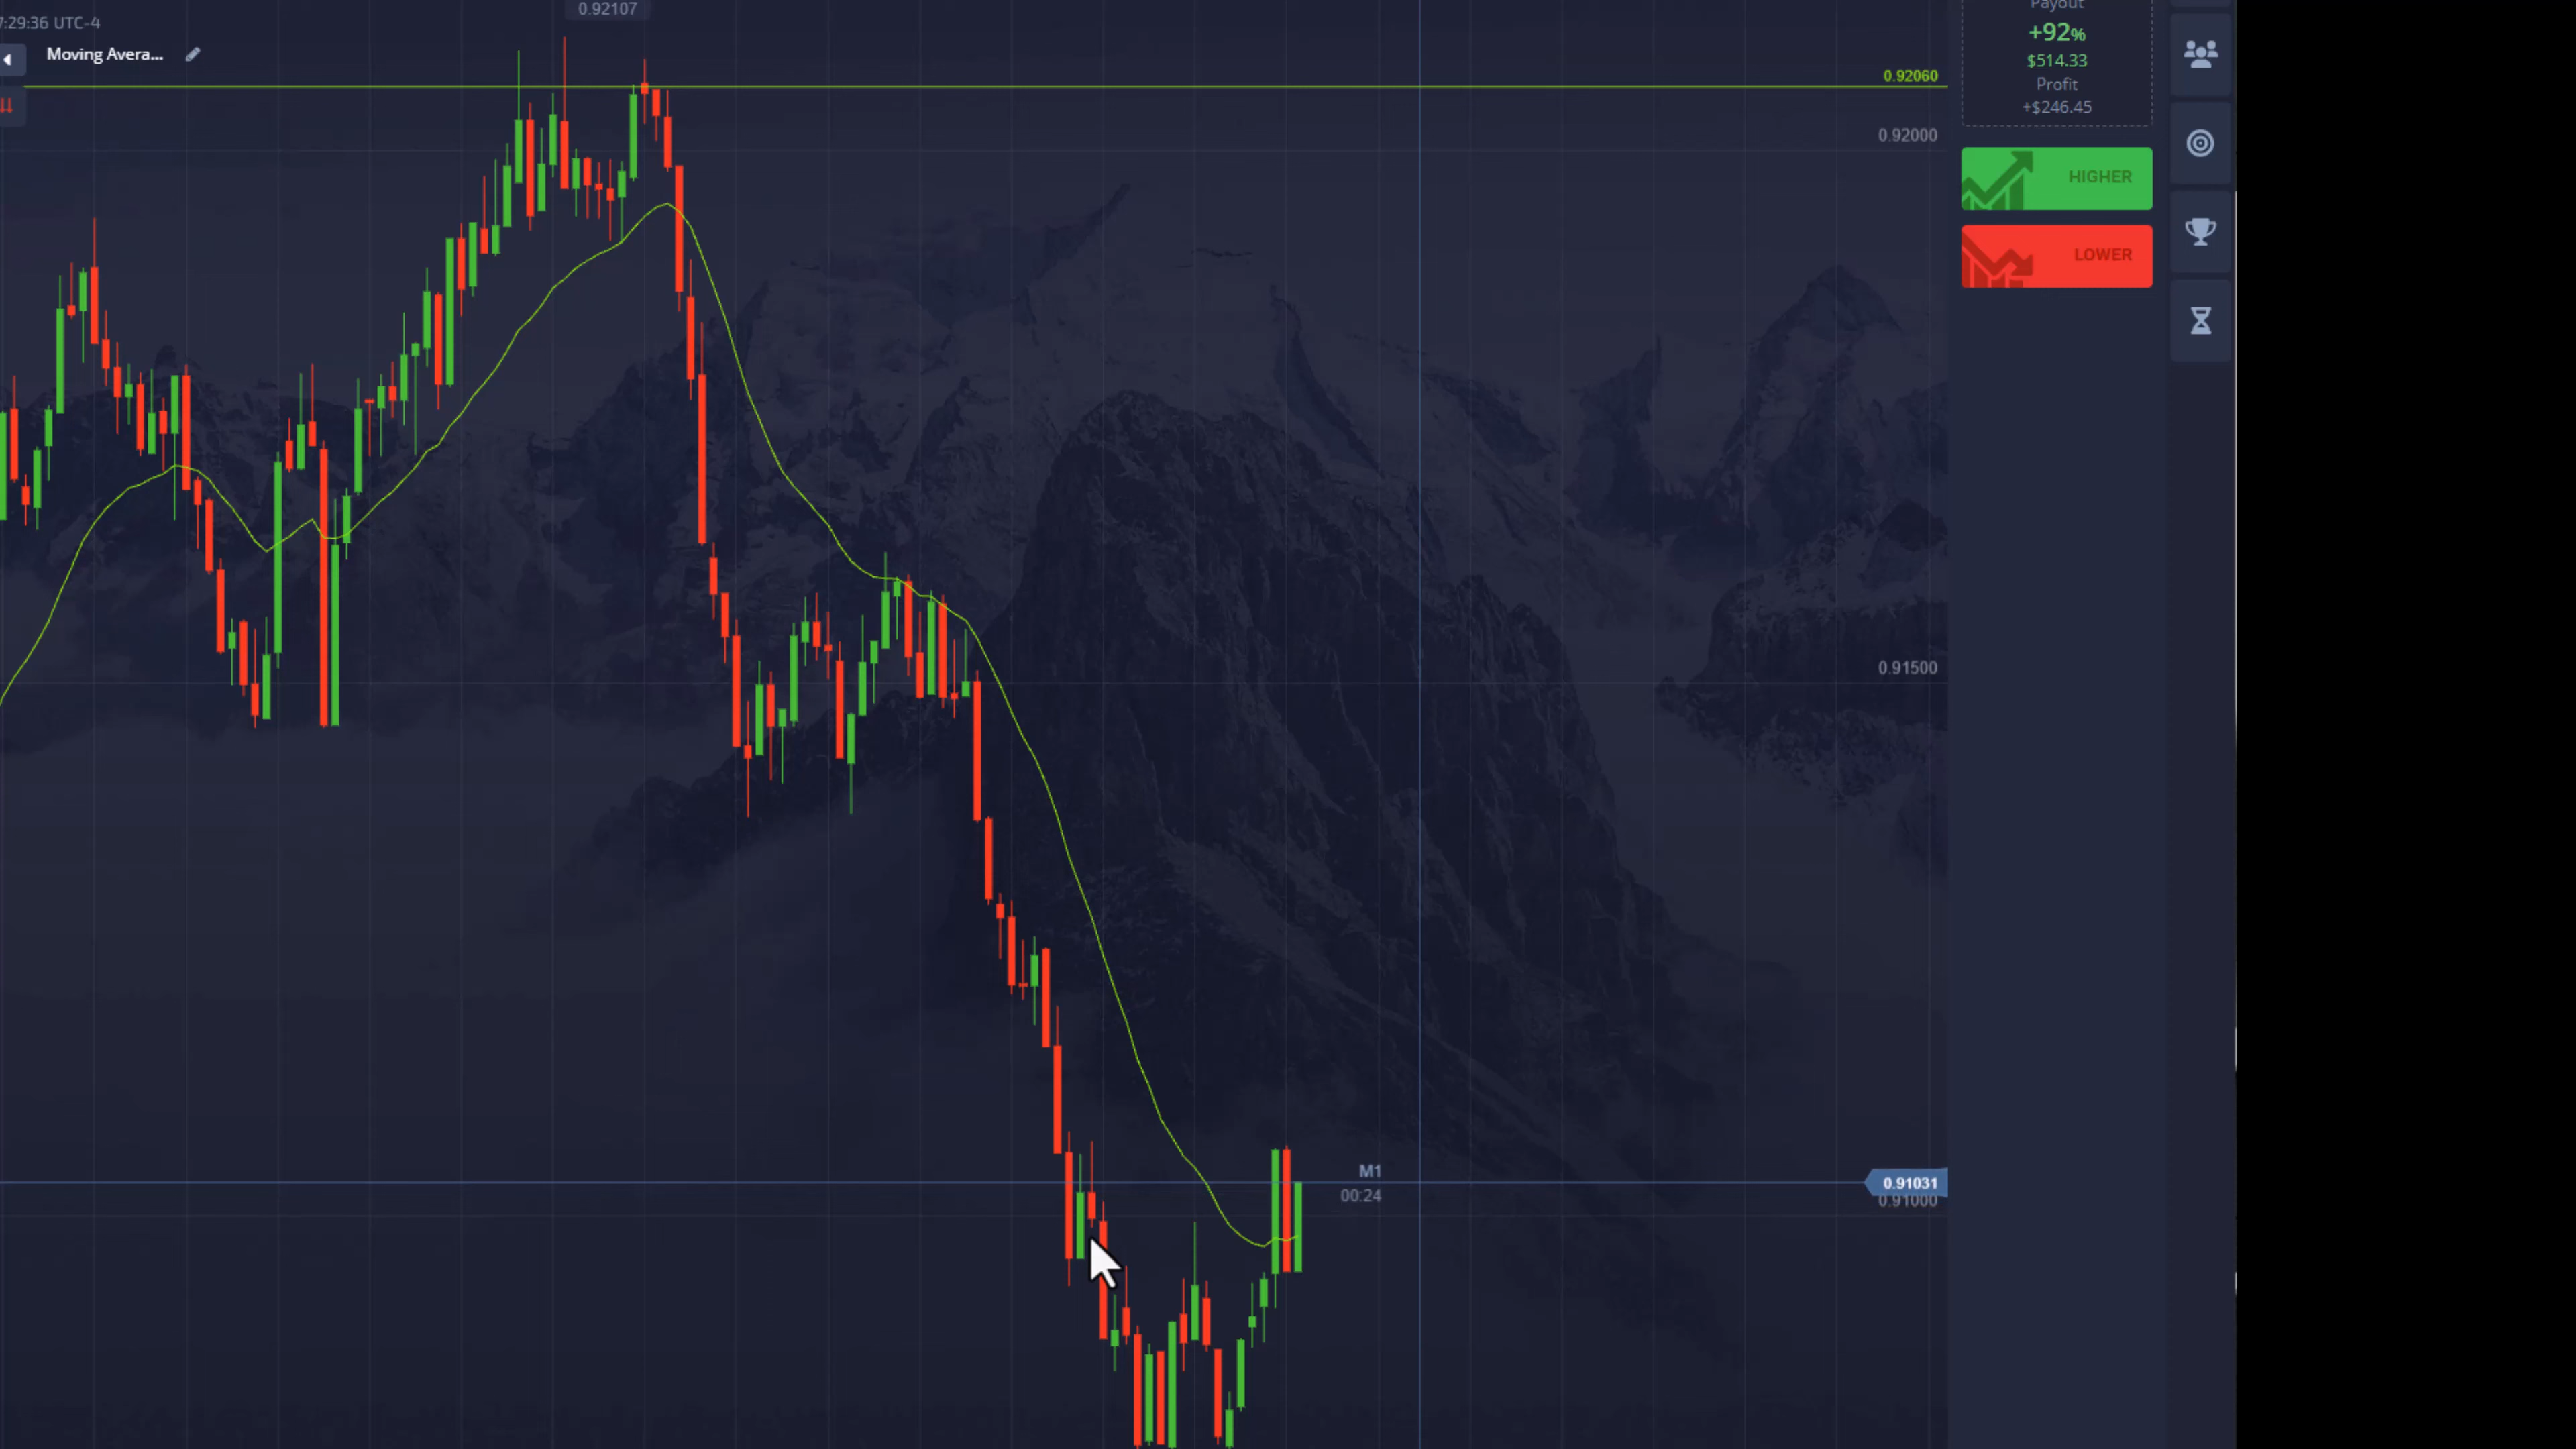 0.92107
:29:36 UTC-4
Moving Avera...
Payout
+92%
$514.33
Profit
+$246.45
0.92060
0.92000
HIGHER
LOWER
0.91500
M1
00:24
0.91031
0.91000